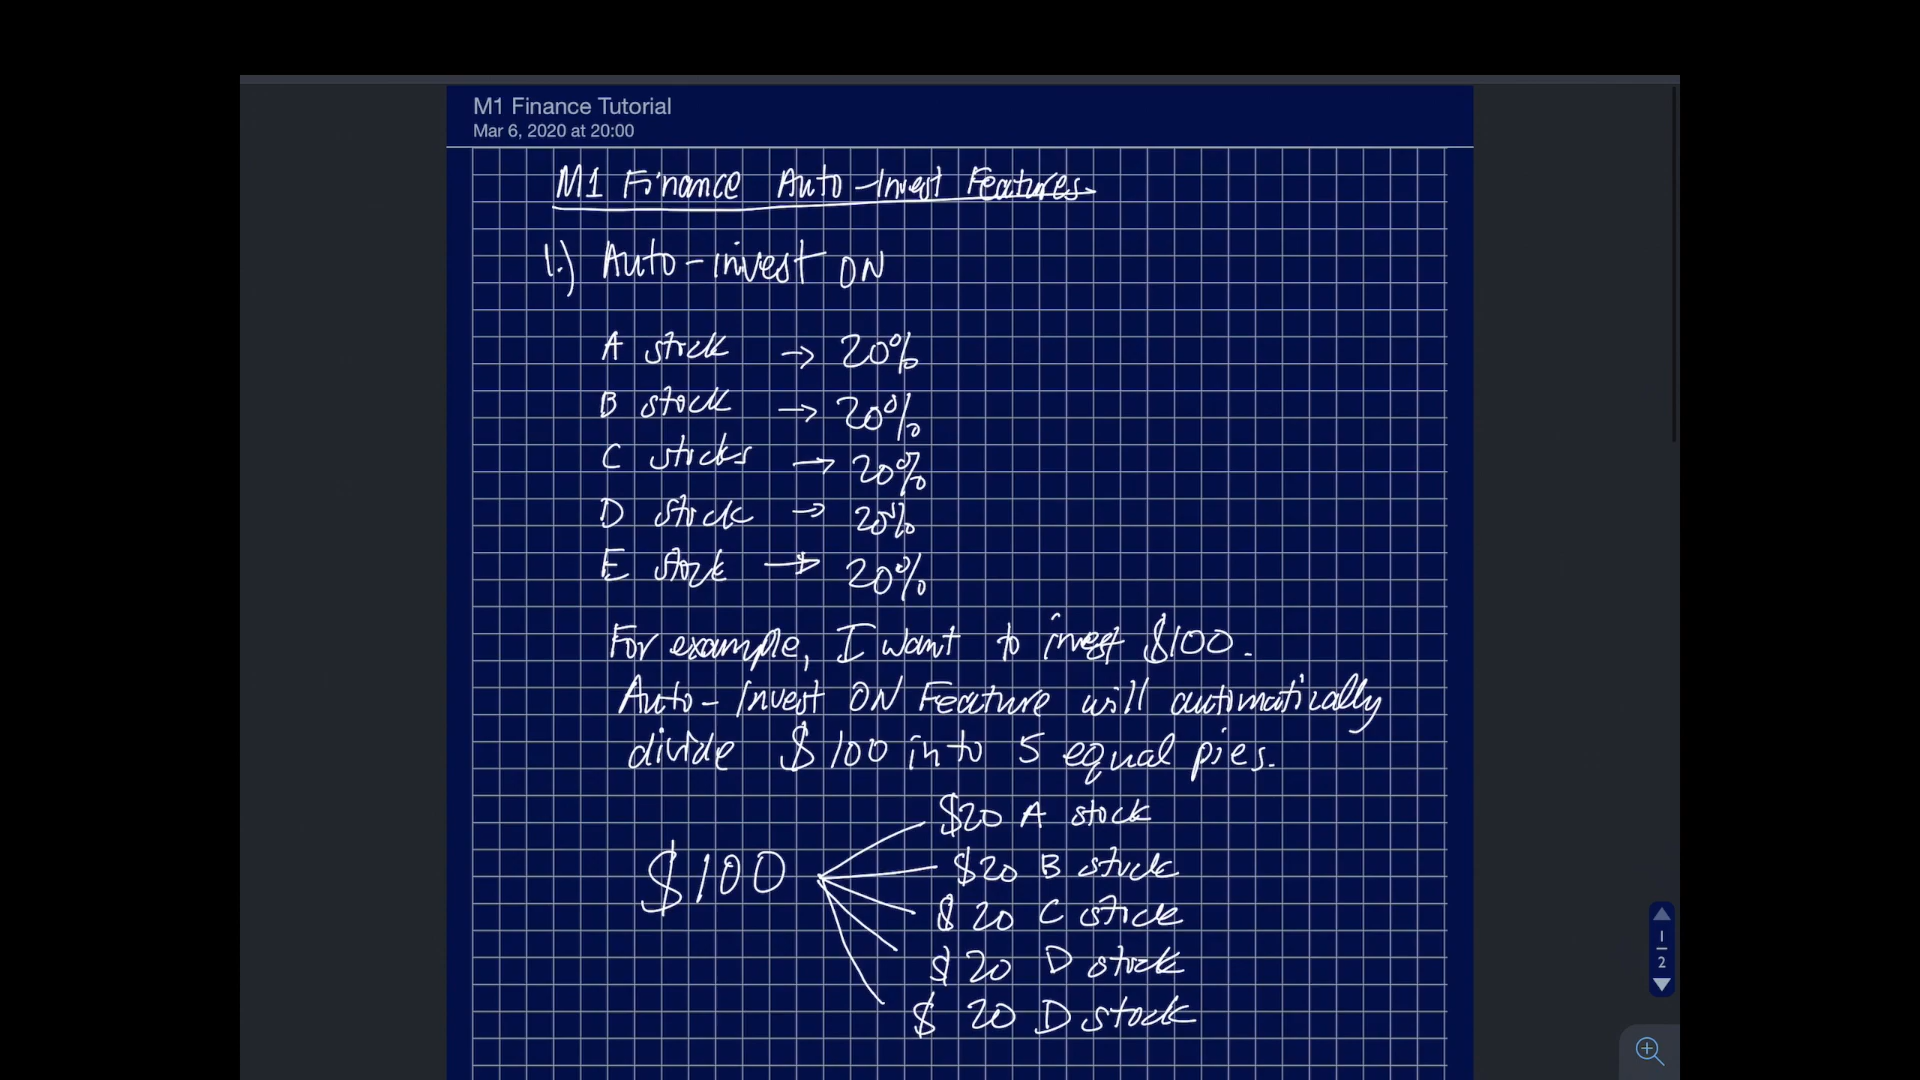 M1 Finance Tutorial
Mar 6, 2020 at 20:00
M1 Finance Auto-Invest Features
1.) Auto-invest ON
A stock → 20%
B stock → 20%
C stocks → 20%
D stock → 20%
E stock → 20%
For example, I want to invest $100.
Auto-Invest ON Feature will automatically
divide $100 into 5 equal pies.
$100
$20 A stock
$20 B stock
$20 C stock
$20 D stock
$20 D stock
1
2